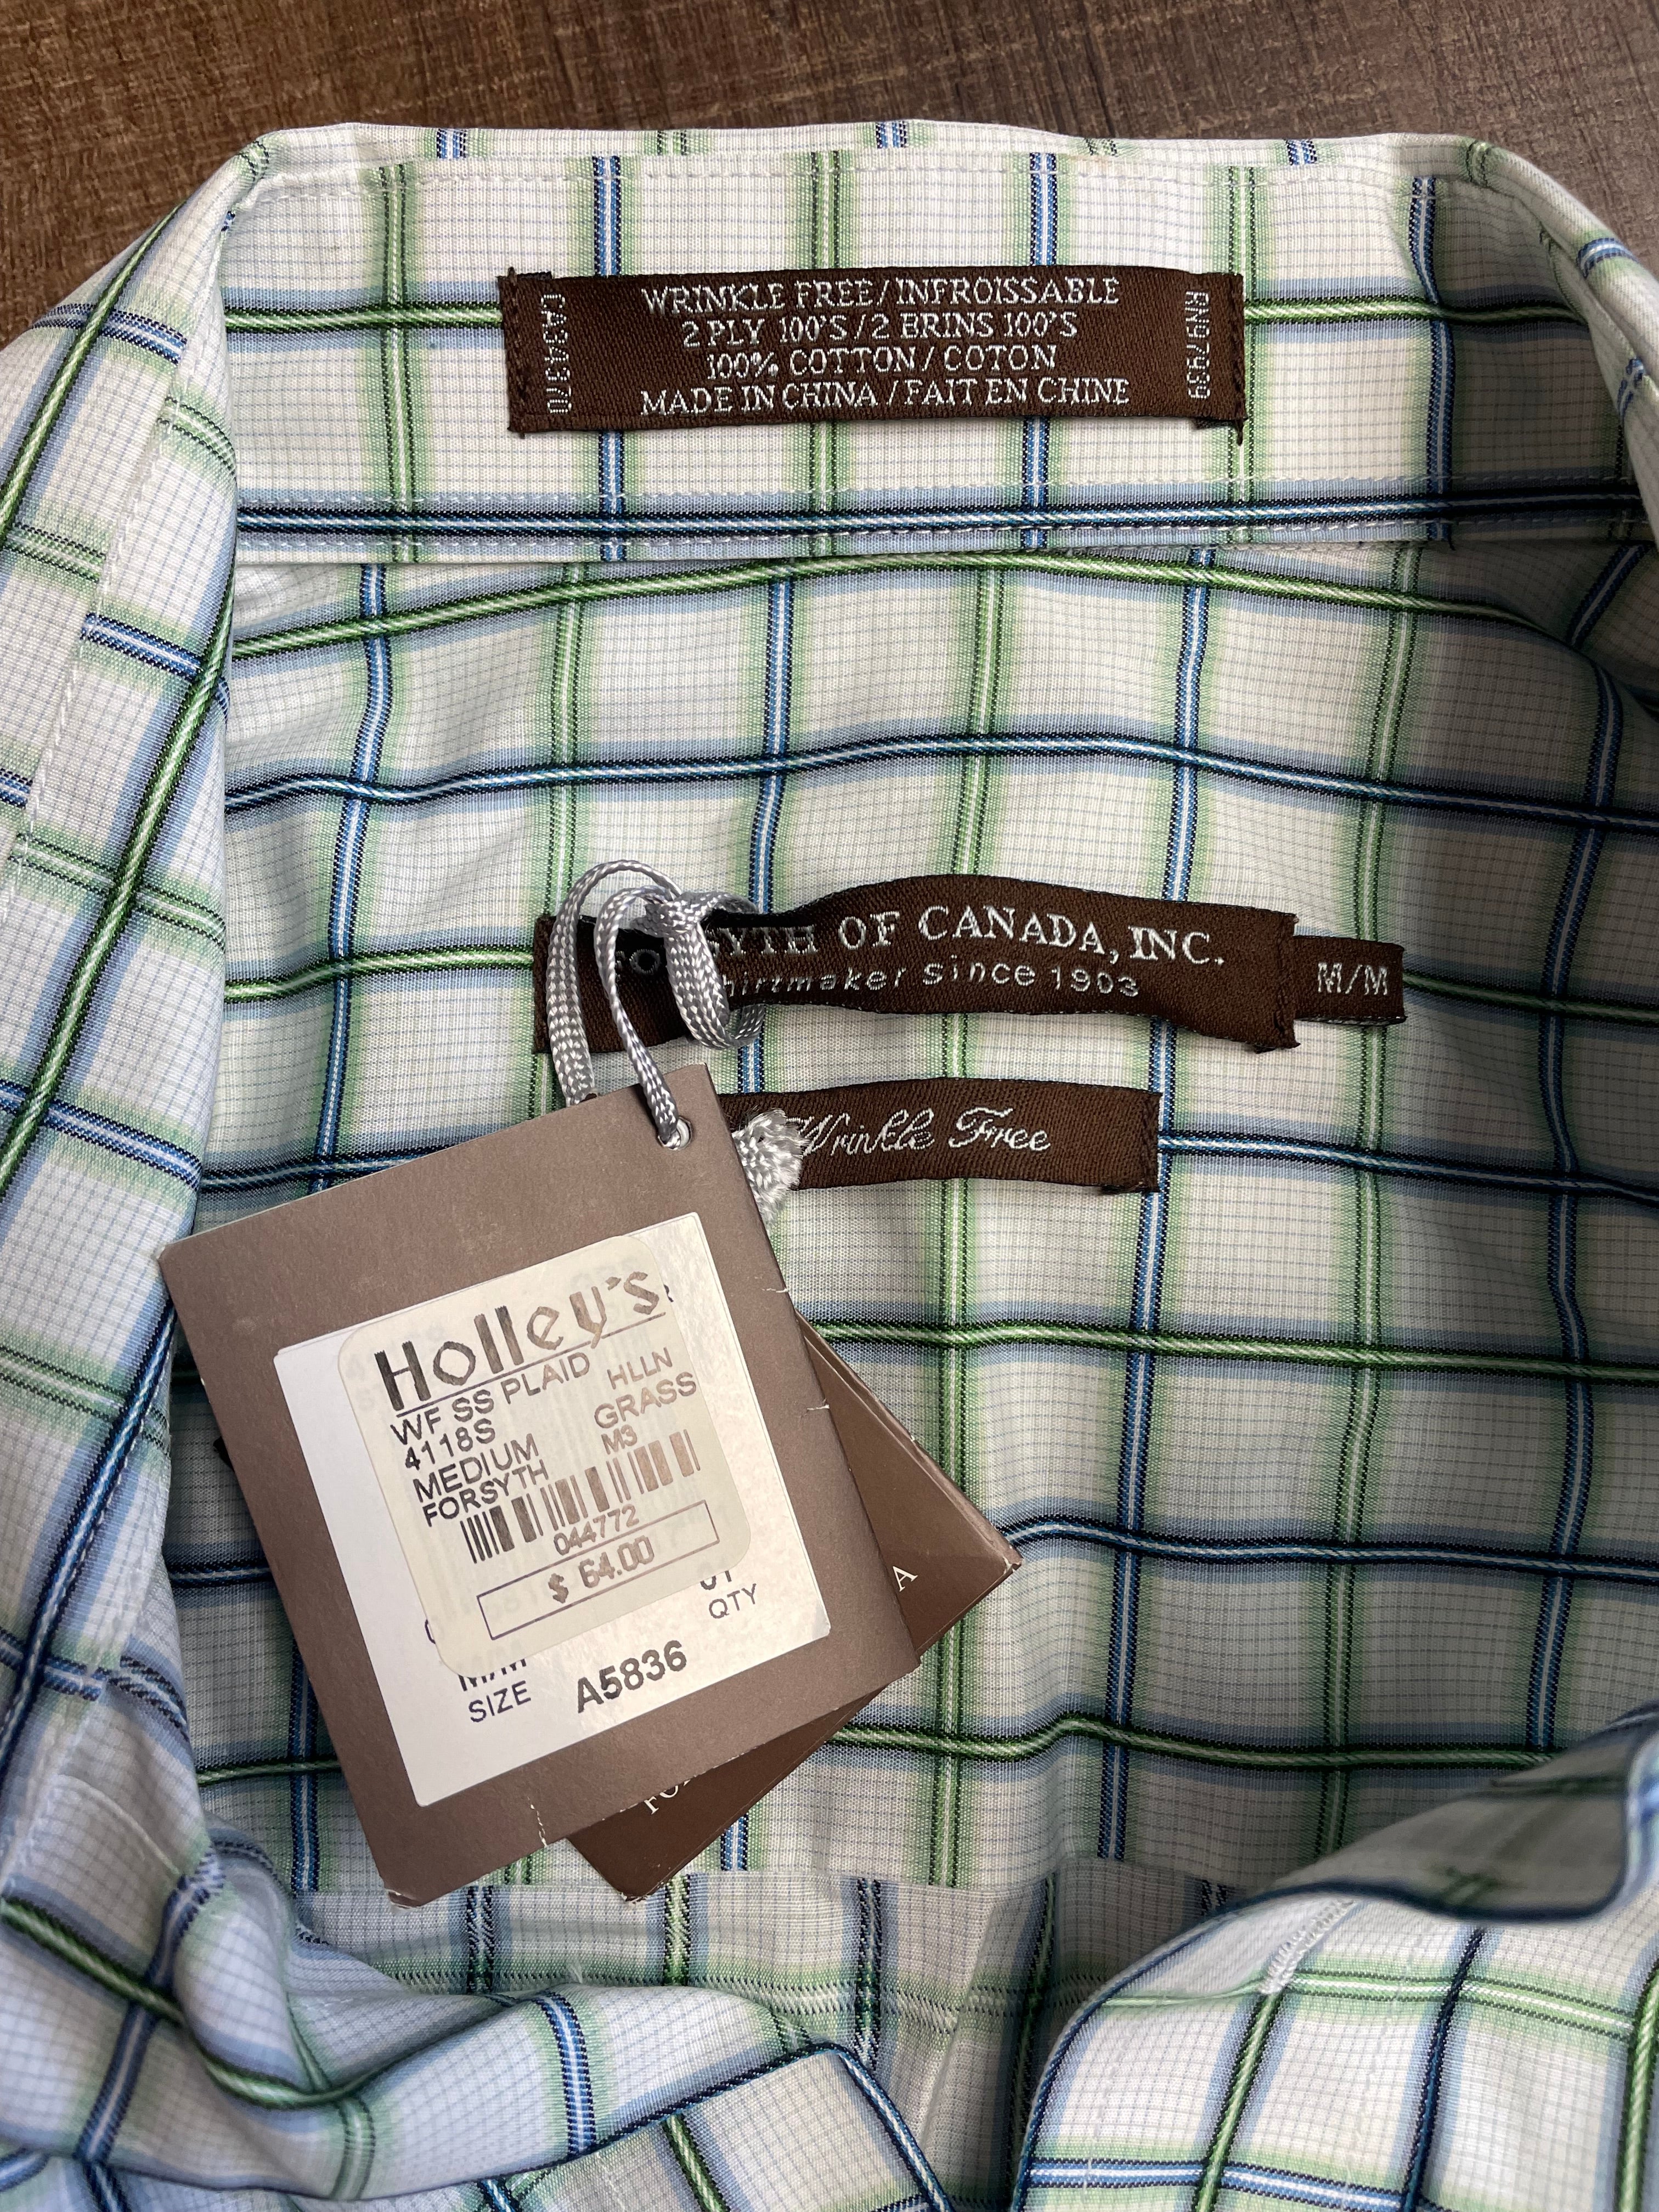 WRINKLE FREE / INFROISSABLE
2 PLY 100'S / 2 BRINS 100'S
100% COTTON / COTON
MADE IN CHINA / FAIT EN CHINE
CA34370
RN97939
OF CANADA, INC.
since 1903
M/M
Wrinkle Free
Holley's
WF SS PLAID
4118S HLLN
MEDIUM GRASS
FORSYTH M3
044772
$ 64.00
QTY
M/M
SIZE A5836